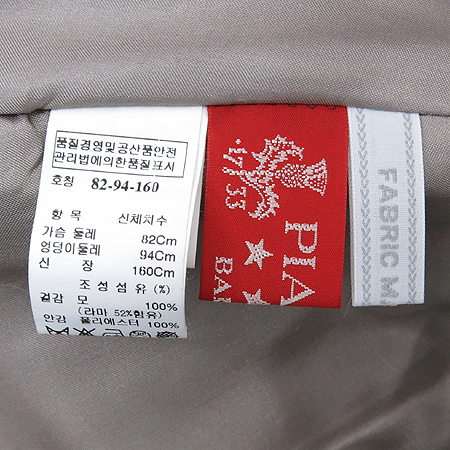 품질경영및공산품안전
관리법에의한품질표시
호칭 82-94-160
항 목 신체치수
가슴 둘레 82Cm
엉덩이둘레 94Cm
신 장 160Cm
조성섬유(%)
겉감 모 100%
(라마 52%함유)
안감 폴리에스터 100%
17 33
PIA
BA
FABRIC M